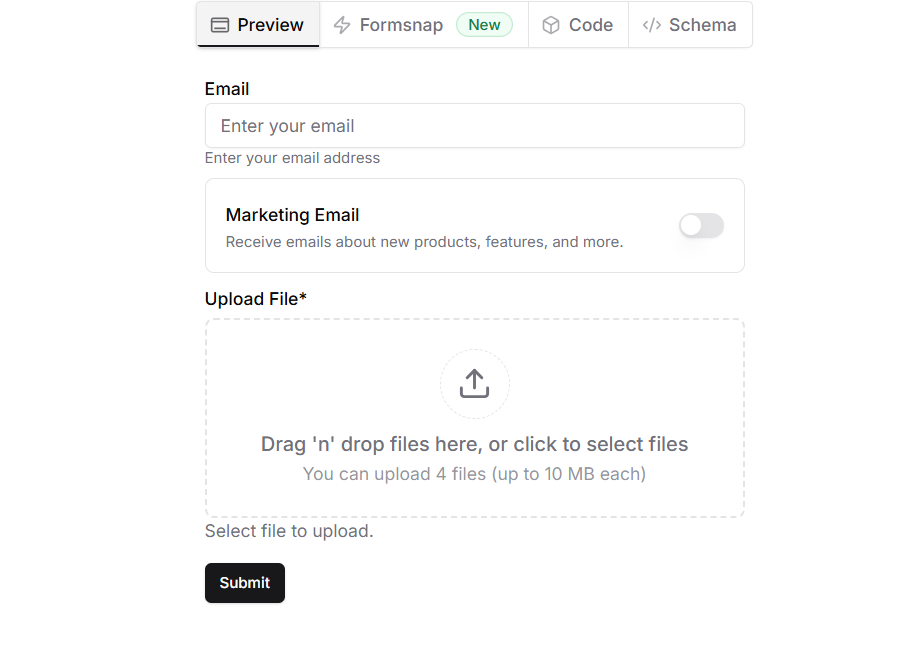 Preview Formsnap New Code Schema
Email
Enter your email
Enter your email address
Marketing Email
Receive emails about new products, features, and more.
Upload File*
Drag 'n' drop files here, or click to select files
You can upload 4 files (up to 10 MB each)
Select file to upload.
Submit